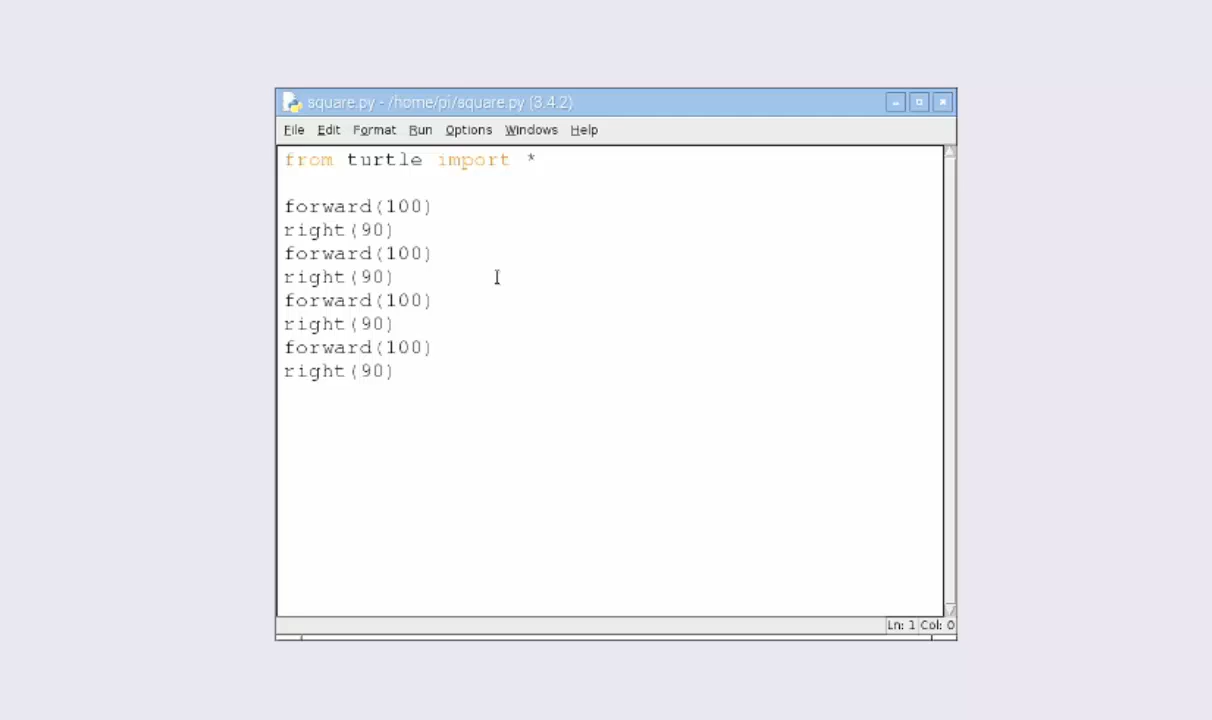 square.py - /home/pi/square.py (3.4.2)
File Edit Format Run Options Windows Help
from turtle import *
forward(100)
right(90)
forward(100)
right(90)
forward(100)
right(90)
forward(100)
right(90)
Ln: 1 Col: 0